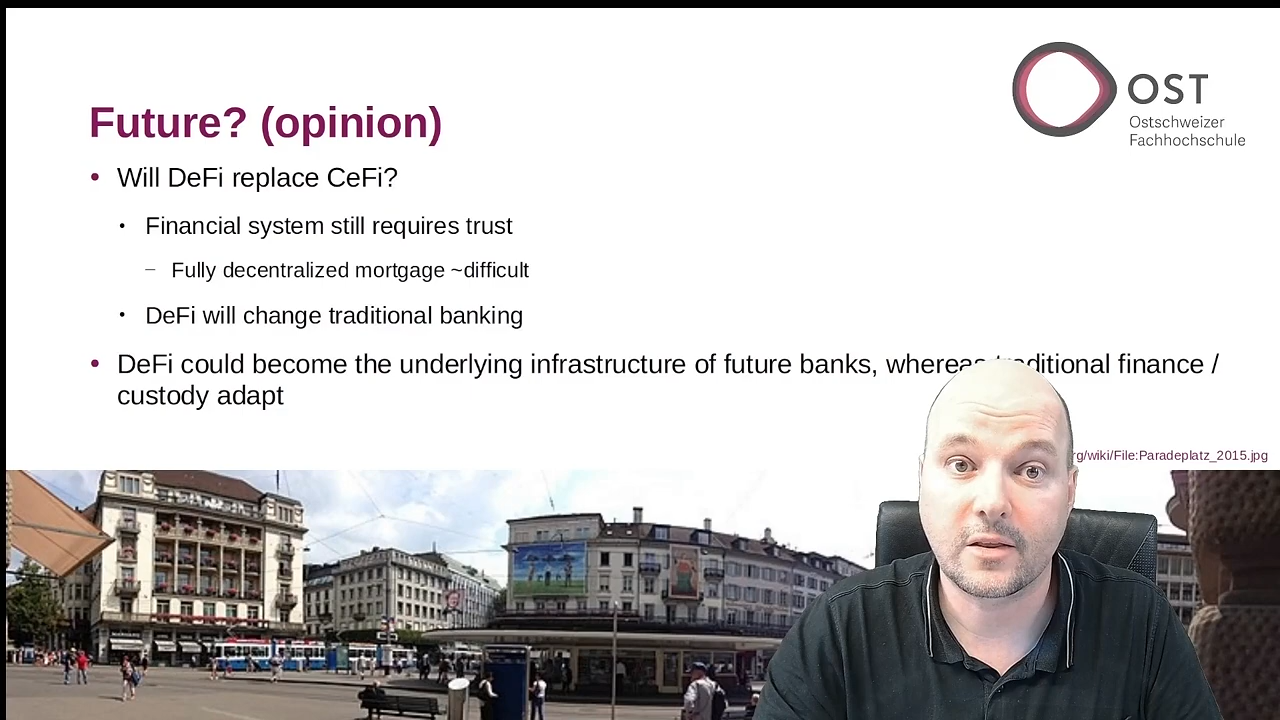 Future? (opinion)
OST
Ostschweizer
Fachhochschule
• Will DeFi replace CeFi?
• Financial system still requires trust
– Fully decentralized mortgage ~difficult
• DeFi will change traditional banking
• DeFi could become the underlying infrastructure of future banks, whereas traditional finance /
custody adapt
rg/wiki/File:Paradeplatz_2015.jpg